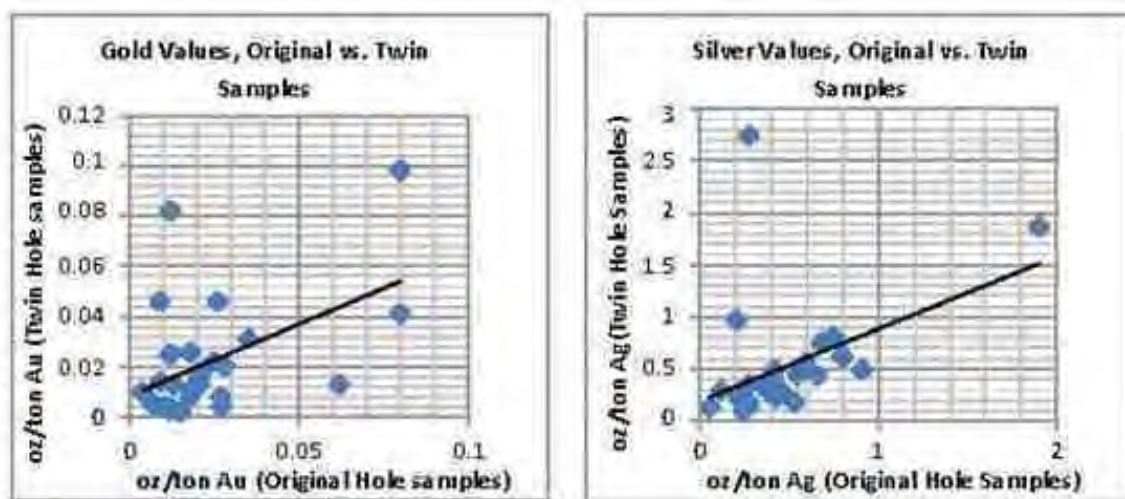 Gold Values, Original vs. Twin
Samples
oz/ton Au (Twin Hole samples)
0.12
0.1
0.08
0.06
0.04
0.02
0
0
0.05
0.1
oz/ton Au (Original Hole samples)
Silver Values, Original vs. Twin
Samples
oz/ton Ag(Twin Hole Samples)
3
2.5
2
1.5
1
0.5
0
0
1
2
oz/ton Ag (Original Hole Samples)